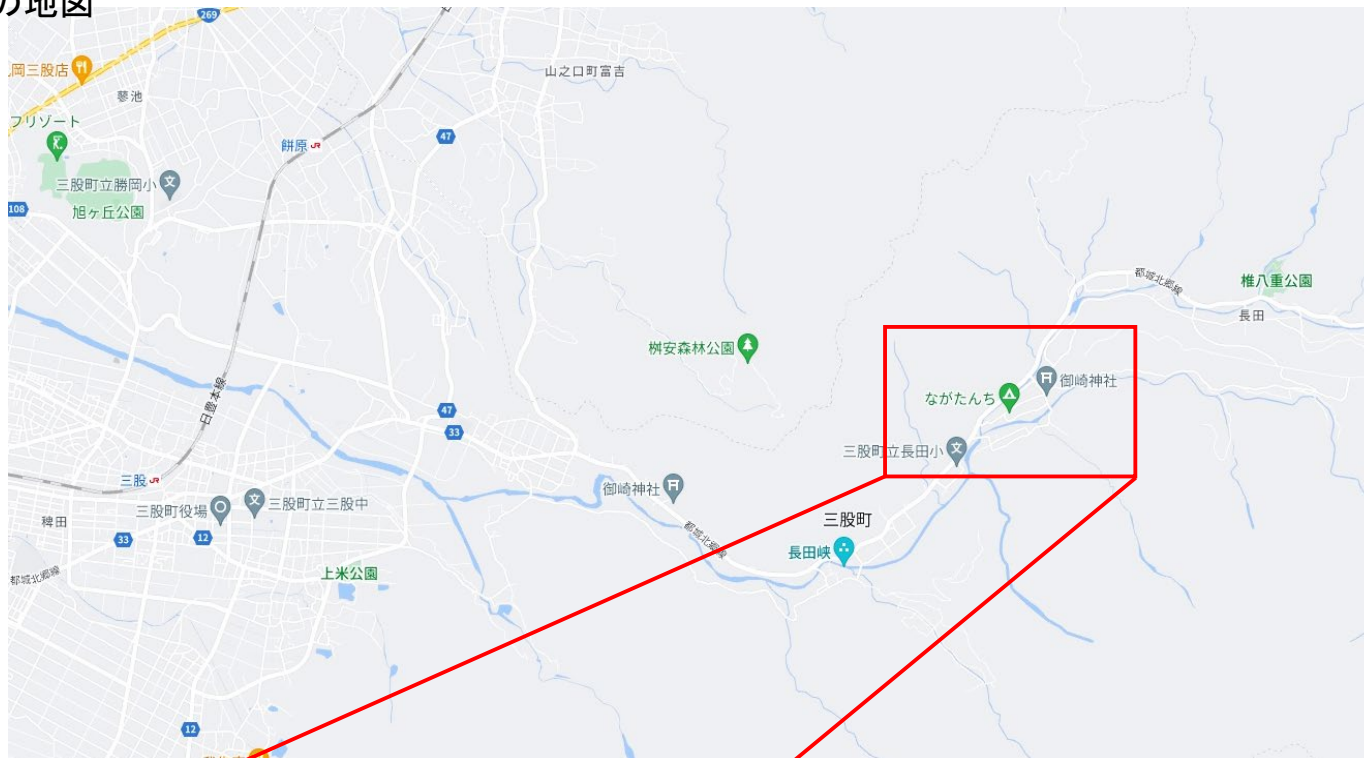 の地図
269
岡三股店
山之口町富吉
蓼池
フリゾート
47
餅原
三股町立勝岡小
108
旭ヶ丘公園
都城北郷線
椎八重公園
長田
桝安森林公園
御崎神社
ながたんち
日豊本線
47
33
三股町立長田小
三股
御崎神社
三股町役場
三股町立三股中
三股町
稗田
33
12
都城北郷線
長田峡
都城北郷線
上米公園
12